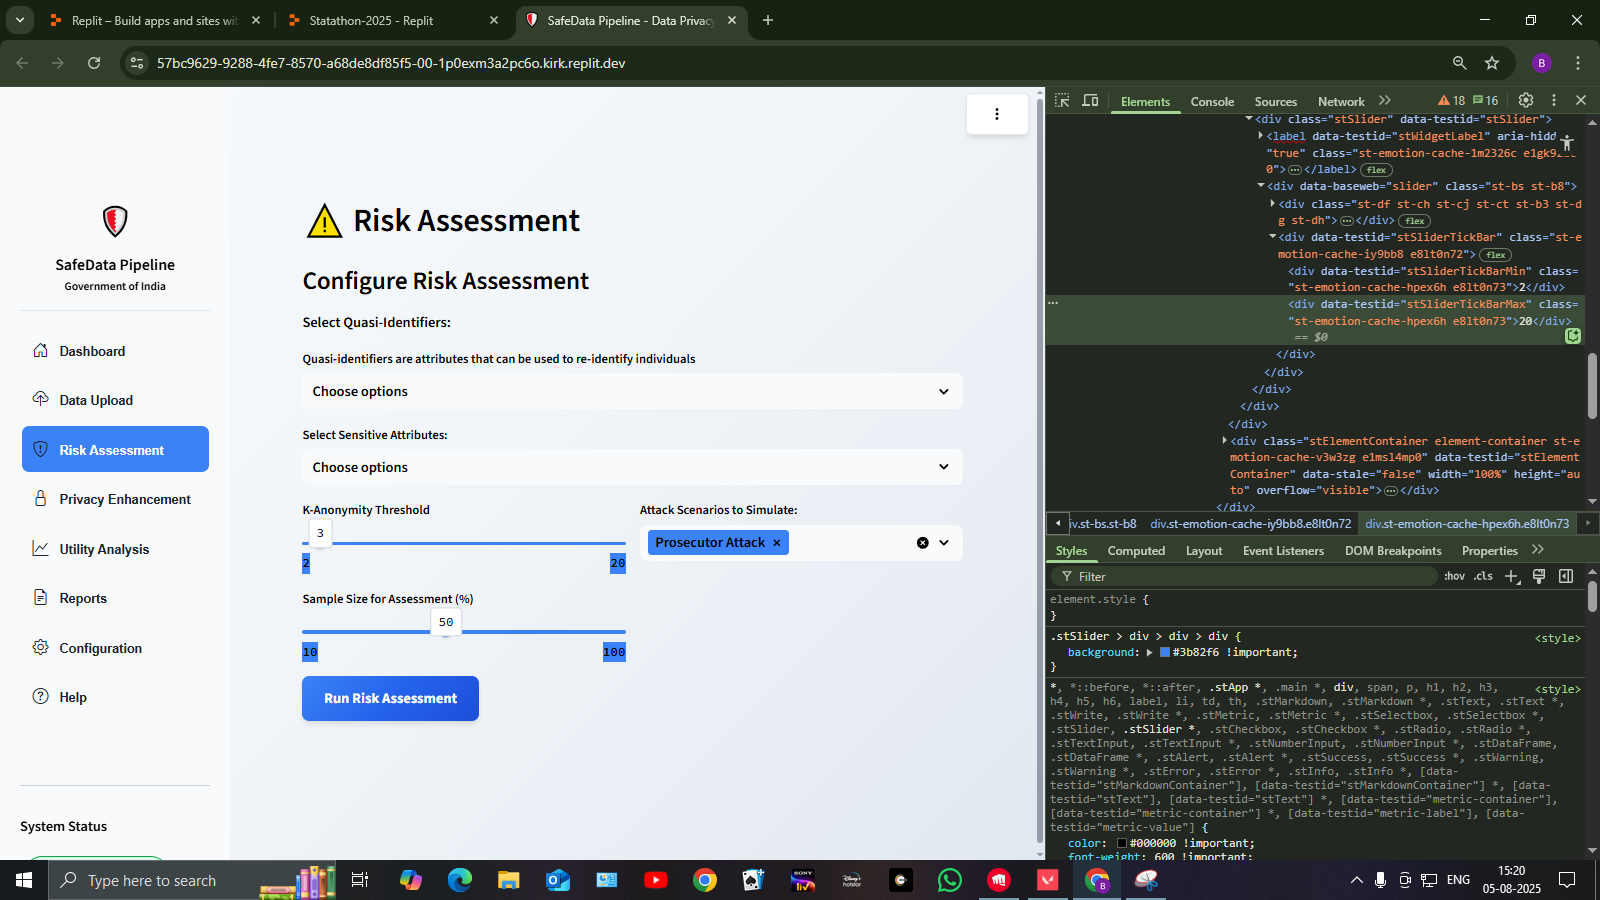 Replit – Build apps and sites wit
Statathon-2025 - Replit
SafeData Pipeline - Data Privacy
57bc9629-9288-4fe7-8570-a68de8df85f5-00-1p0exm3a2pc6o.kirk.replit.dev
B
SafeData Pipeline
Government of India
Dashboard
Data Upload
Risk Assessment
Privacy Enhancement
Utility Analysis
Reports
Configuration
Help
System Status
Risk Assessment
Configure Risk Assessment
Select Quasi-Identifiers:
Quasi-identifiers are attributes that can be used to re-identify individuals
Choose options
Select Sensitive Attributes:
Choose options
K-Anonymity Threshold
3
2 20
Attack Scenarios to Simulate:
Prosecutor Attack ×
Sample Size for Assessment (%)
50
10 100
Run Risk Assessment
Elements Console Sources Network 18 16
<div class="stSlider" data-testid="stSlider">
<label data-testid="stWidgetLabel" aria-hidd
"true" class="st-emotion-cache-1m2326c
0"> </label> flex
<div data-baseweb="slider" class="st-bs st-b8">
<div class="st-df st-ch st-cj st-ct st-b3 st-d
g st-dh"> </div> flex
<div data-testid="stSliderTickBar" class="st-e
motion-cache-iy9bb8 e8lt0n72"> flex
<div data-testid="stSliderTickBarMin" class=
"st-emotion-cache-hpex6h e8lt0n73">2</div>
<div data-testid="stSliderTickBarMax" class=
"st-emotion-cache-hpex6h e8lt0n73">20</div>
== $0
</div>
</div>
</div>
</div>
</div>
<div class="stElementContainer element-container st-e
motion-cache-v3w3zg e1msl4mp0" data-testid="stElement
Container" data-stale="false" width="100%" height="au
to" overflow="visible"> </div>
</div>
iv.st-bs.st-b8 div.st-emotion-cache-iy9bb8.e8lt0n72 div.st-emotion-cache-hpex6h.e8lt0n73
Styles Computed Layout Event Listeners DOM Breakpoints Properties
Filter :hov .cls
element.style {
}
.stSlider > div > div > div { <style>
background: #3b82f6 !important;
}
*, *::before, *::after, .stApp *, .main *, div, span, p, h1, h2, h3, <style>
h4, h5, h6, label, li, td, th, .stMarkdown, .stMarkdown *, .stText, .stText *,
.stWrite, .stWrite *, .stMetric, .stMetric *, .stSelectbox, .stSelectbox *,
.stSlider, .stSlider *, .stCheckbox, .stCheckbox *, .stRadio, .stRadio *,
.stTextInput, .stTextInput *, .stNumberInput, .stNumberInput *, .stDataFrame,
.stDataFrame *, .stAlert, .stAlert *, .stSuccess, .stSuccess *, .stWarning,
.stWarning *, .stError, .stError *, .stInfo, .stInfo *, [data-
testid="stMarkdownContainer"], [data-testid="stMarkdownContainer"] *, [data-
testid="stText"], [data-testid="stText"] *, [data-testid="metric-container"],
[data-testid="metric-container"] *, [data-testid="metric-label"], [data-
testid="metric-value"] {
color: #000000 !important;
font-weight: 600 !important;
Type here to search
SONY
LIV
Disney+
hotstar
B
ENG
15:20
05-08-2025